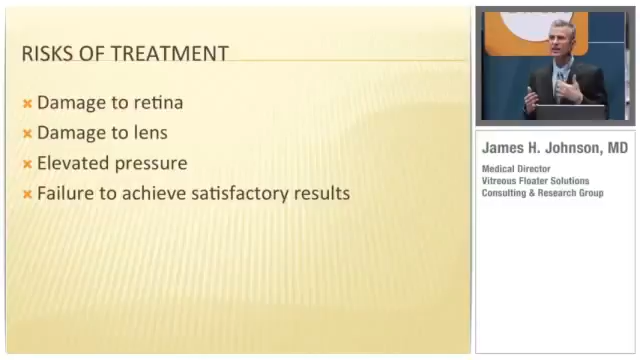 RISKS OF TREATMENT
Damage to retina
Damage to lens
Elevated pressure
Failure to achieve satisfactory results
James H. Johnson, MD
Medical Director
Vitreous Floater Solutions
Consulting & Research Group